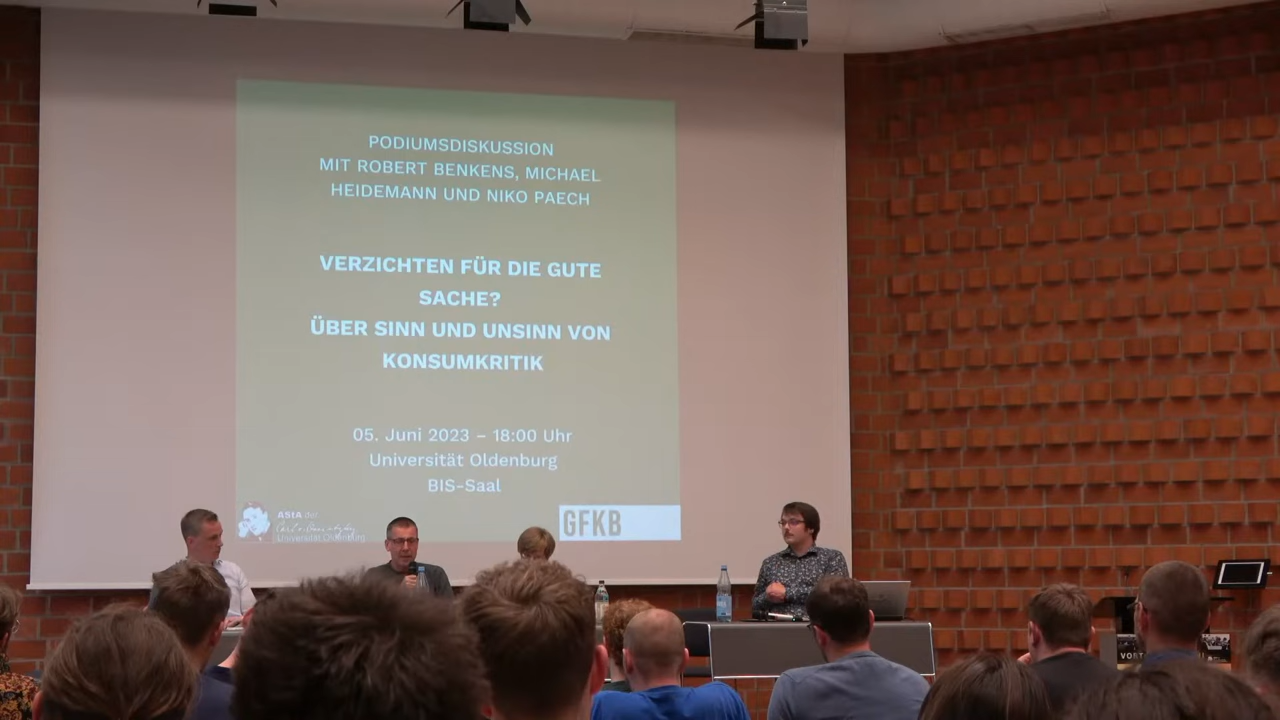 PODIUMSDISKUSSION
MIT ROBERT BENKENS, MICHAEL
HEIDEMANN UND NIKO PAECH
VERZICHTEN FÜR DIE GUTE
SACHE?
ÜBER SINN UND UNSINN VON
KONSUMKRITIK
05. Juni 2023 – 18:00 Uhr
Universität Oldenburg
BIS-Saal
AStA der
Universität Oldenburg
GFKB